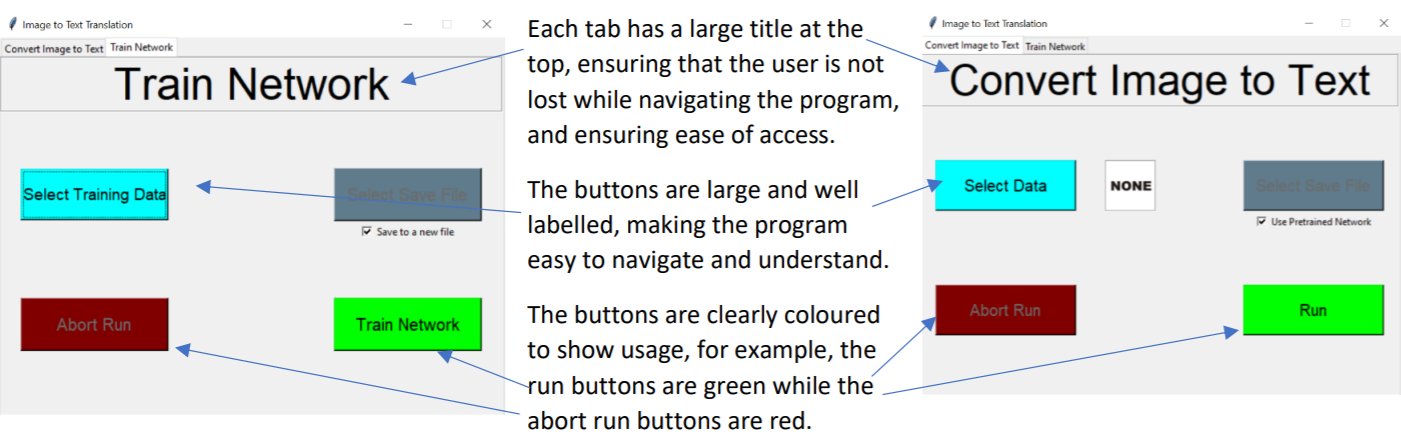 Image to Text Translation
Convert Image to Text Train Network
Train Network
Select Training Data
Select Save File
Save to a new file
Abort Run
Train Network
Each tab has a large title at the
top, ensuring that the user is not
lost while navigating the program,
and ensuring ease of access.
The buttons are large and well
labelled, making the program
easy to navigate and understand.
The buttons are clearly coloured
to show usage, for example, the
run buttons are green while the
abort run buttons are red.
Image to Text Translation
Convert Image to Text Train Network
Convert Image to Text
Select Data
NONE
Select Save File
Use Pretrained Network
Abort Run
Run